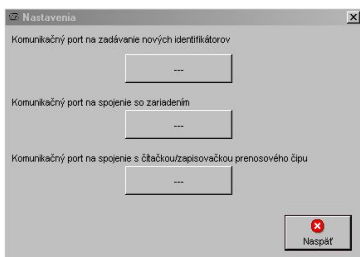 Nastavenia
Komunikačný port na zadávanie nových identifikátorov
---
Komunikačný port na spojenie so zariadením
---
Komunikačný port na spojenie s čítačkou/zapisovačkou prenosového čipu
---
Naspäť